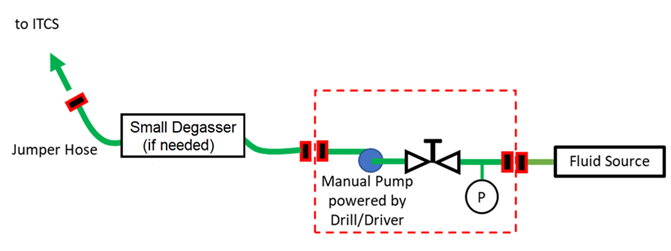 to ITCS
Small Degasser
(if needed)
Jumper Hose
Manual Pump
powered by
Drill/Driver
P
Fluid Source